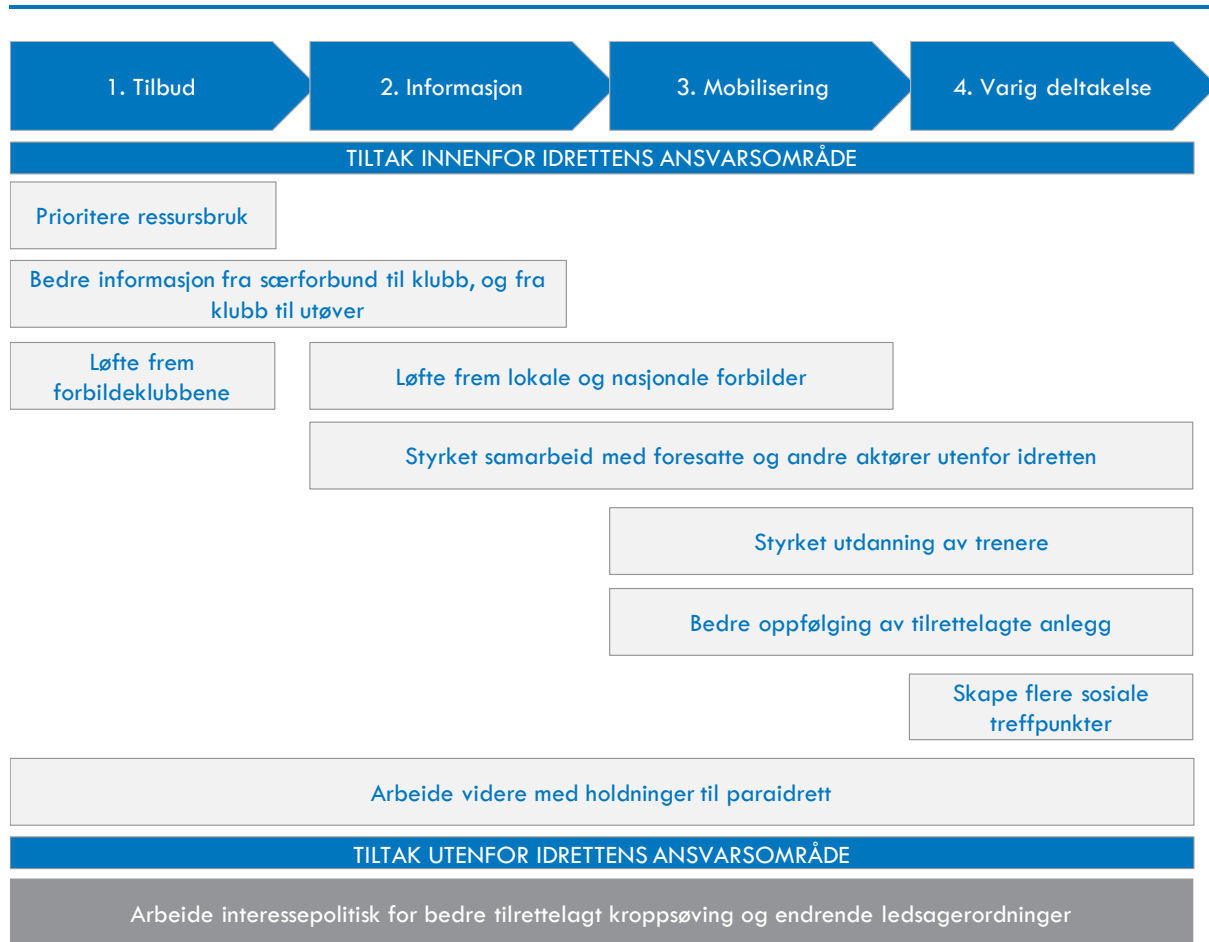 1. Tilbud
2. Informasjon
3. Mobilisering
4. Varig deltakelse
TILTAK INNENFOR IDRETTENS ANSVARSOMRÅDE
Prioritere ressursbruk
Bedre informasjon fra særforbund til klubb, og fra
klubb til utøver
Løfte frem
forbildeklubbene
Løfte frem lokale og nasjonale forbilder
Styrket samarbeid med foresatte og andre aktører utenfor idretten
Styrket utdanning av trenere
Bedre oppfølging av tilrettelagte anlegg
Skape flere sosiale
treffpunkter
Arbeide videre med holdninger til paraidrett
TILTAK UTENFOR IDRETTENS ANSVARSOMRÅDE
Arbeide interessepolitisk for bedre tilrettelagt kroppsøving og endrende ledsagerordninger